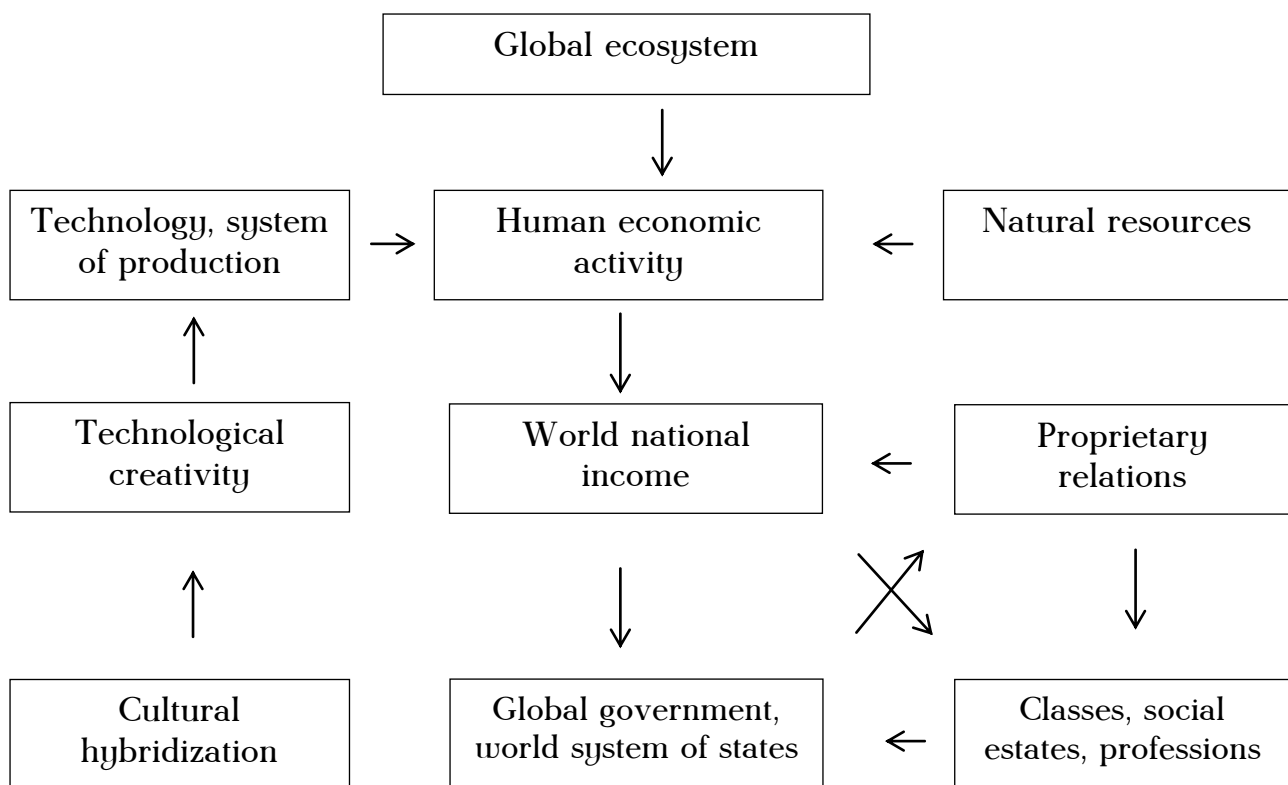 Global ecosystem
Technology, system
of production
Human economic
activity
Natural resources
Technological
creativity
World national
income
Proprietary
relations
Cultural
hybridization
Global government,
world system of states
Classes, social
estates, professions